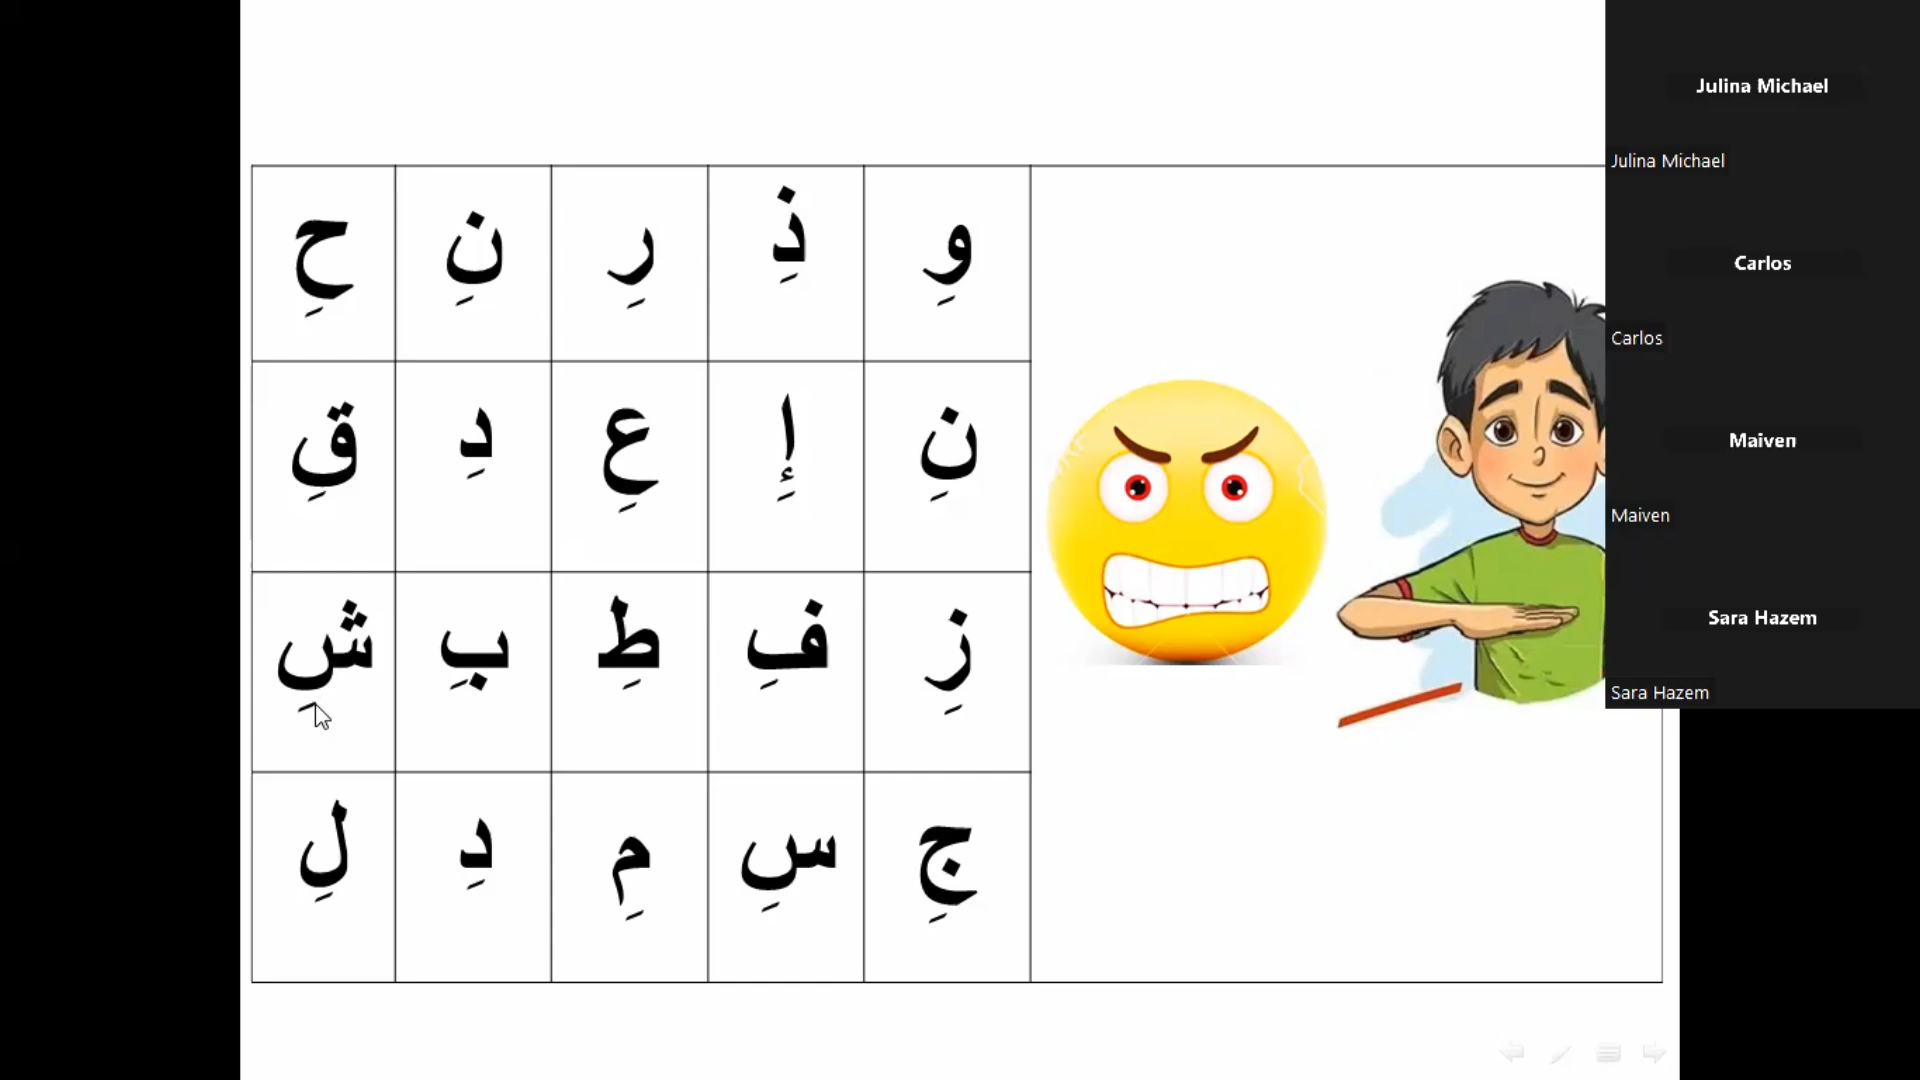 وِ ذِ رِ نِ حِ
نِ إِ عِ دِ قِ
زِ فِ طِ بِ شِ
جِ سِ مِ دِ لِ
Julina Michael
Julina Michael
Carlos
Carlos
Maiven
Maiven
Sara Hazem
Sara Hazem